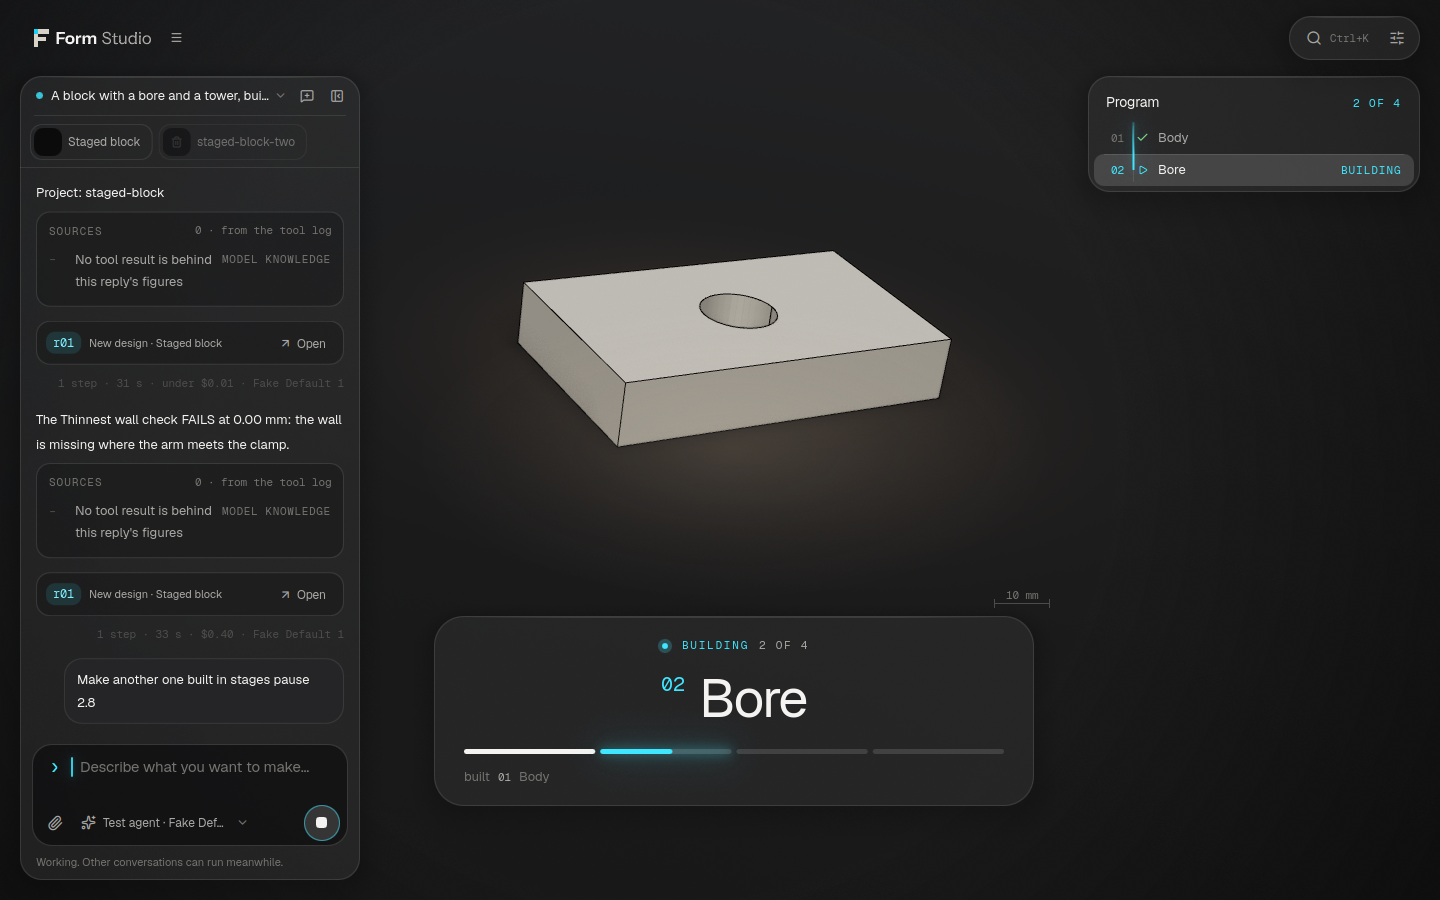 Form Studio
Ctrl+K
A block with a bore and a tower, bui...
Staged block
staged-block-two
Project: staged-block
SOURCES
0 · from the tool log
– No tool result is behind this reply's figures
MODEL KNOWLEDGE
r01 New design · Staged block
Open
1 step · 31 s · under $0.01 · Fake Default 1
The Thinnest wall check FAILS at 0.00 mm: the wall
is missing where the arm meets the clamp.
SOURCES
0 · from the tool log
– No tool result is behind this reply's figures
MODEL KNOWLEDGE
r01 New design · Staged block
Open
1 step · 33 s · $0.40 · Fake Default 1
Make another one built in stages pause
2.8
Describe what you want to make...
Test agent · Fake Def...
Working. Other conversations can run meanwhile.
Program
2 OF 4
01 Body
02 Bore
BUILDING
10 mm
BUILDING 2 OF 4
02 Bore
built 01 Body